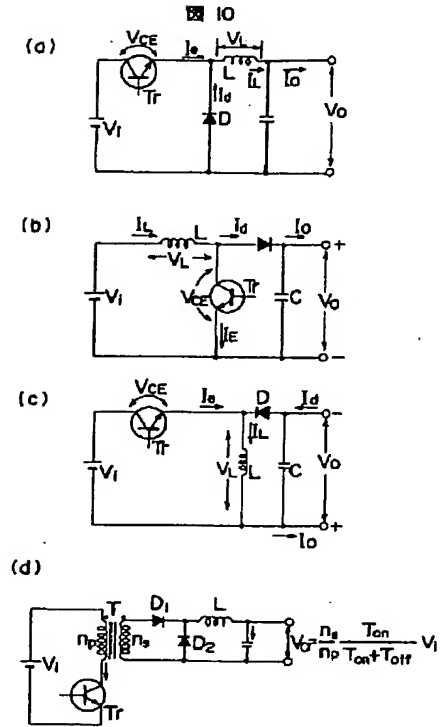 図 10
(a)
VCE
Ie
VL
Tr
L
IL
Io
Id
D
Vi
Vo
(b)
IL
L
Id
Io
+
VL
VCE
Tr
C
Vi
Vo
IE
-
(c)
VCE
Ie
D
Id
-
Tr
IL
Vi
VL
L
C
Vo
+
Io
(d)
T
D1
L
Vi
np
ns
D2
Vo= ns/np Ton/Ton+Toff Vi
Tr